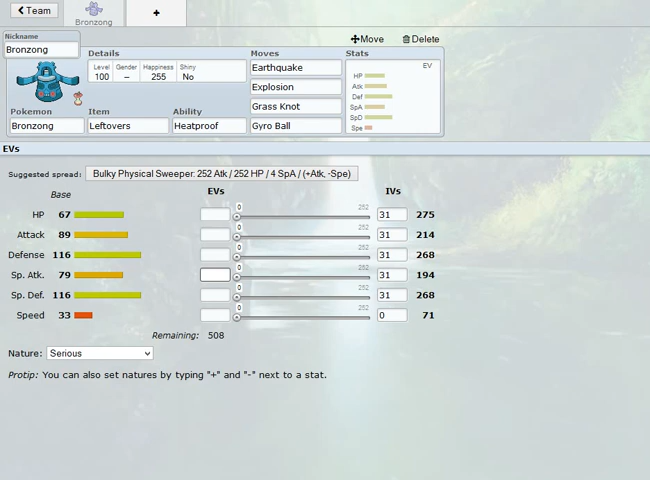 Team
Bronzong
+
Move Delete
Nickname
Bronzong
Details
Level Gender Happiness Shiny
100 – 255 No
Moves
Earthquake
Explosion
Grass Knot
Gyro Ball
Stats
EV
HP
Atk
Def
SpA
SpD
Spe
Pokemon Item Ability
Bronzong Leftovers Heatproof
EVs
Suggested spread: Bulky Physical Sweeper: 252 Atk / 252 HP / 4 SpA / (+Atk, -Spe)
Base EVs IVs
HP 67 0 252 31 275
Attack 89 0 252 31 214
Defense 116 0 252 31 268
Sp. Atk. 79 0 252 31 194
Sp. Def. 116 0 252 31 268
Speed 33 0 252 0 71
Remaining: 508
Nature: Serious
Protip: You can also set natures by typing "+" and "-" next to a stat.